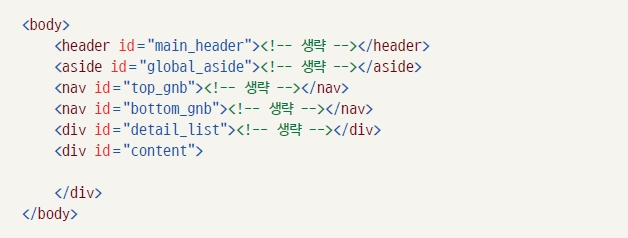 <body>
    <header id="main_header"><!-- 생략 --></header>
    <aside id="global_aside"><!-- 생략 --></aside>
    <nav id="top_gnb"><!-- 생략 --></nav>
    <nav id="bottom_gnb"><!-- 생략 --></nav>
    <div id="detail_list"><!-- 생략 --></div>
    <div id="content">

    </div>
</body>